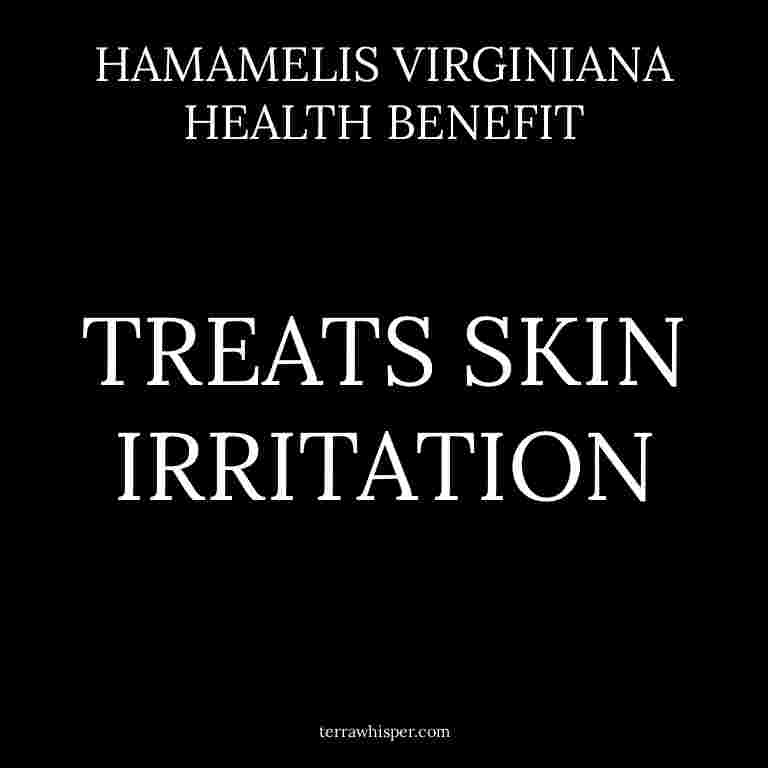 HAMAMELIS VIRGINIANA
HEALTH BENEFIT
TREATS SKIN
IRRITATION
terrawhisper.com